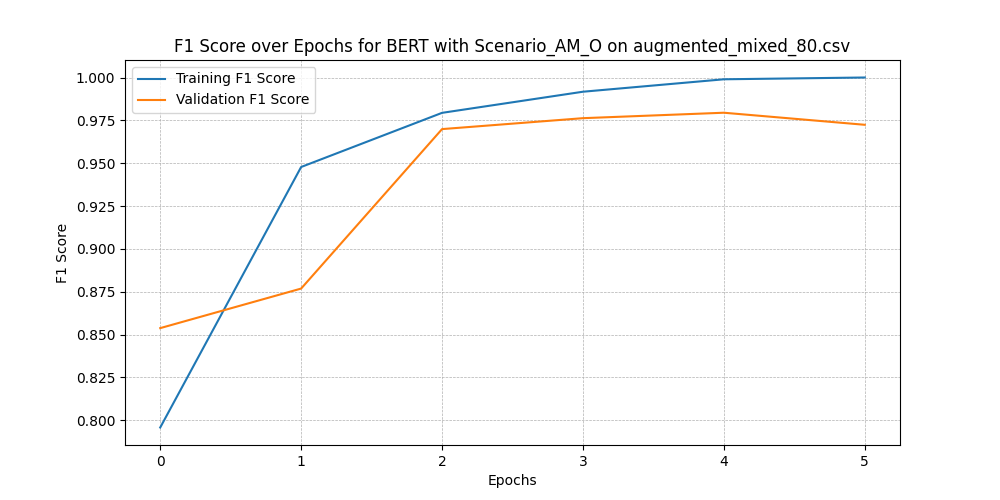 F1 Score over Epochs for BERT with Scenario_AM_O on augmented_mixed_80.csv
Training F1 Score
Validation F1 Score
1.000
0.975
0.950
0.925
0.900
0.875
0.850
0.825
0.800
F1 Score
0 1 2 3 4 5
Epochs